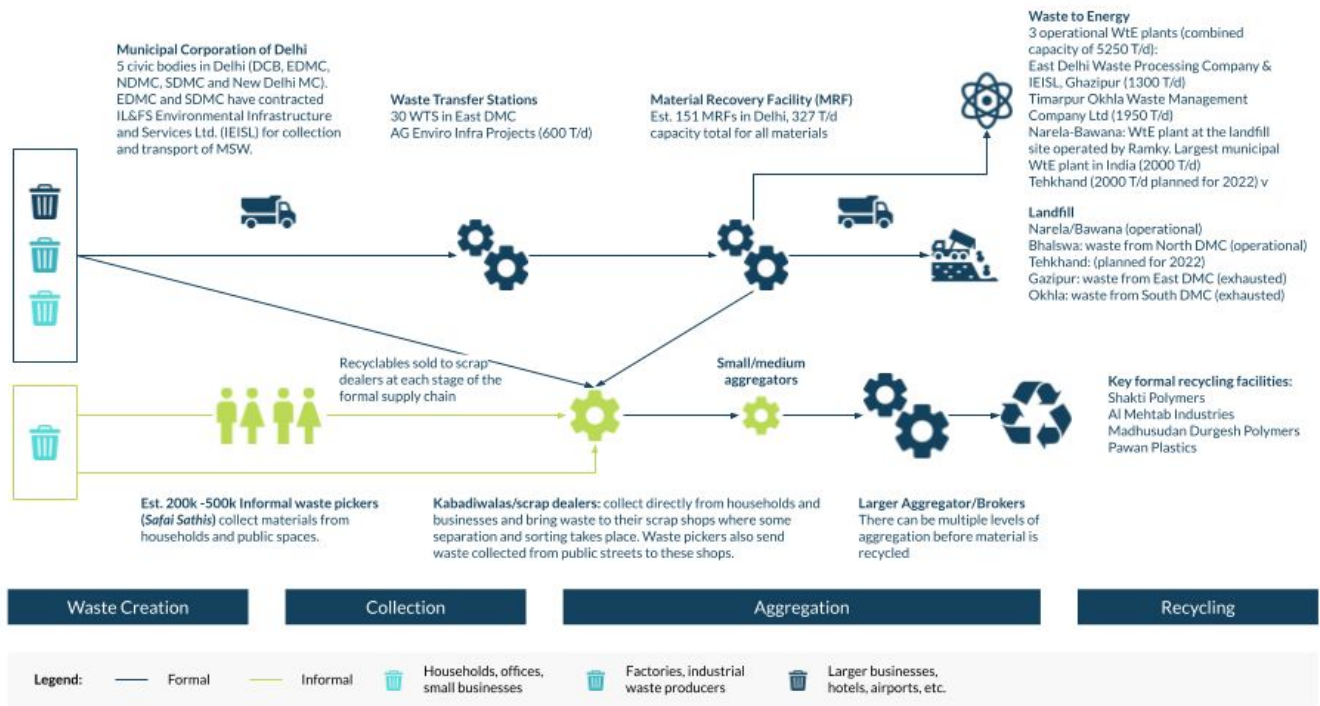 Municipal Corporation of Delhi
5 civic bodies in Delhi (DCB, EDMC,
NDMC, SDMC and New Delhi MC).
EDMC and SDMC have contracted
IL&FS Environmental Infrastructure
and Services Ltd. (IEISL) for collection
and transport of MSW.
Waste Transfer Stations
30 WTS in East DMC
AG Enviro Infra Projects (600 T/d)
Material Recovery Facility (MRF)
Est. 151 MRFs in Delhi, 327 T/d
capacity total for all materials
Waste to Energy
3 operational WtE plants (combined
capacity of 5250 T/d):
East Delhi Waste Processing Company &
IEISL, Ghazipur (1300 T/d)
Timarpur Okhla Waste Management
Company Ltd (1950 T/d)
Narela-Bawana: WtE plant at the landfill
site operated by Ramky. Largest municipal
WtE plant in India (2000 T/d)
Tehkhand (2000 T/d planned for 2022) v
Landfill
Narela/Bawana (operational)
Bhalswa: waste from North DMC (operational)
Tehkhand: (planned for 2022)
Gazipur: waste from East DMC (exhausted)
Okhla: waste from South DMC (exhausted)
Recyclables sold to scrap
dealers at each stage of the
formal supply chain
Small/medium
aggregators
Key formal recycling facilities:
Shakti Polymers
Al Mehtab Industries
Madhusudan Durgesh Polymers
Pawan Plastics
Est. 200k -500k Informal waste pickers
(Safai Sathis) collect materials from
households and public spaces.
Kabadiwalas/scrap dealers: collect directly from households and
businesses and bring waste to their scrap shops where some
separation and sorting takes place. Waste pickers also send
waste collected from public streets to these shops.
Larger Aggregator/Brokers
There can be multiple levels of
aggregation before material is
recycled
Waste Creation
Collection
Aggregation
Recycling
Legend:
Formal
Informal
Households, offices,
small businesses
Factories, industrial
waste producers
Larger businesses,
hotels, airports, etc.